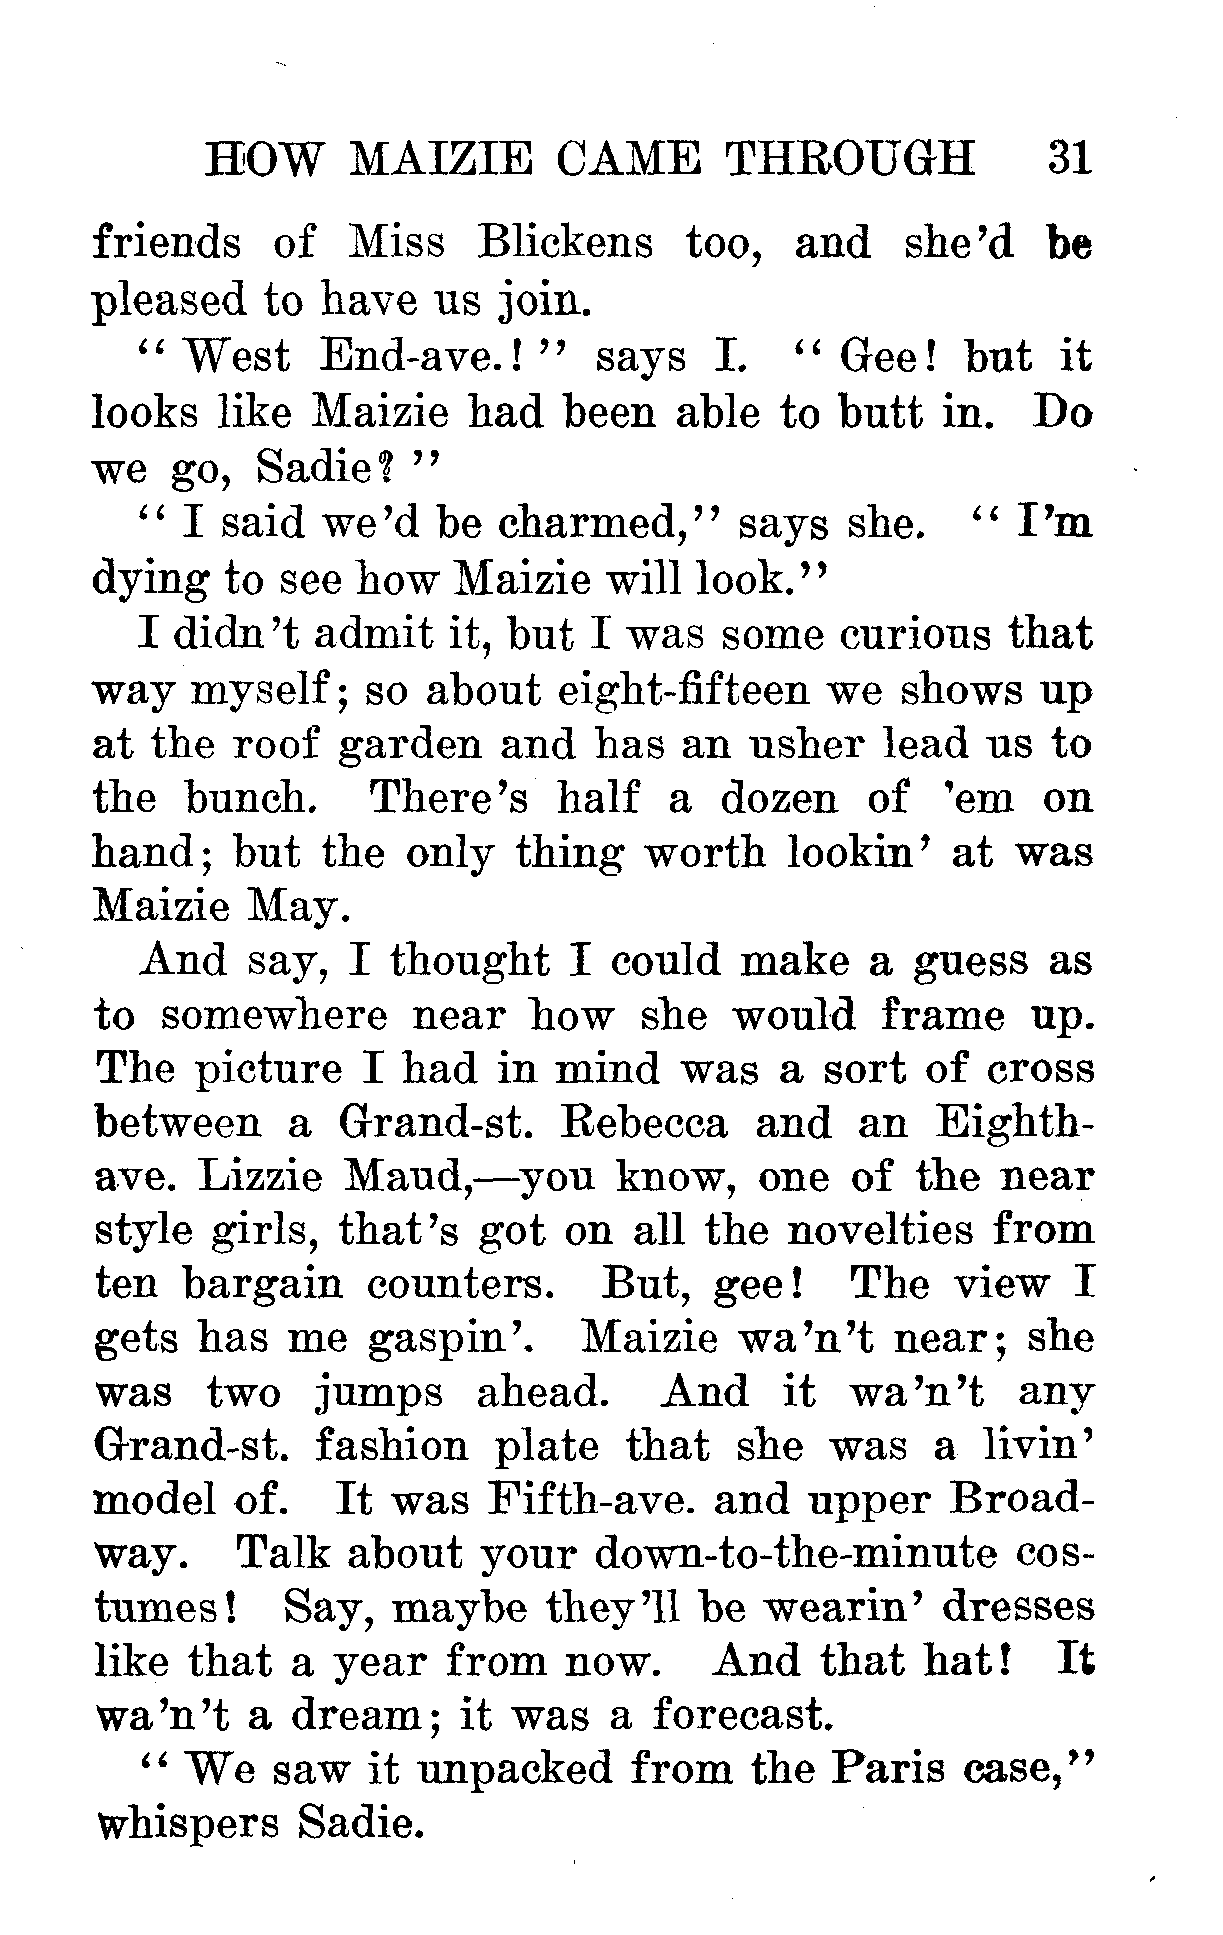 HOW MAIZIE CAME THROUGH 31
friends of Miss Blickens too, and she'd be
pleased to have us join.
"West End-ave.!" says I. "Gee! but it
looks like Maizie had been able to butt in. Do
we go, Sadie?"
"I said we'd be charmed," says she. "I'm
dying to see how Maizie will look."
I didn't admit it, but I was some curious that
way myself; so about eight-fifteen we shows up
at the roof garden and has an usher lead us to
the bunch. There's half a dozen of 'em on
hand; but the only thing worth lookin' at was
Maizie May.
And say, I thought I could make a guess as
to somewhere near how she would frame up.
The picture I had in mind was a sort of cross
between a Grand-st. Rebecca and an Eighth-
ave. Lizzie Maud,—you know, one of the near
style girls, that's got on all the novelties from
ten bargain counters. But, gee! The view I
gets has me gaspin'. Maizie wa'n't near; she
was two jumps ahead. And it wa'n't any
Grand-st. fashion plate that she was a livin'
model of. It was Fifth-ave. and upper Broad-
way. Talk about your down-to-the-minute cos-
tumes! Say, maybe they'll be wearin' dresses
like that a year from now. And that hat! It
wa'n't a dream; it was a forecast.
"We saw it unpacked from the Paris case,"
whispers Sadie.